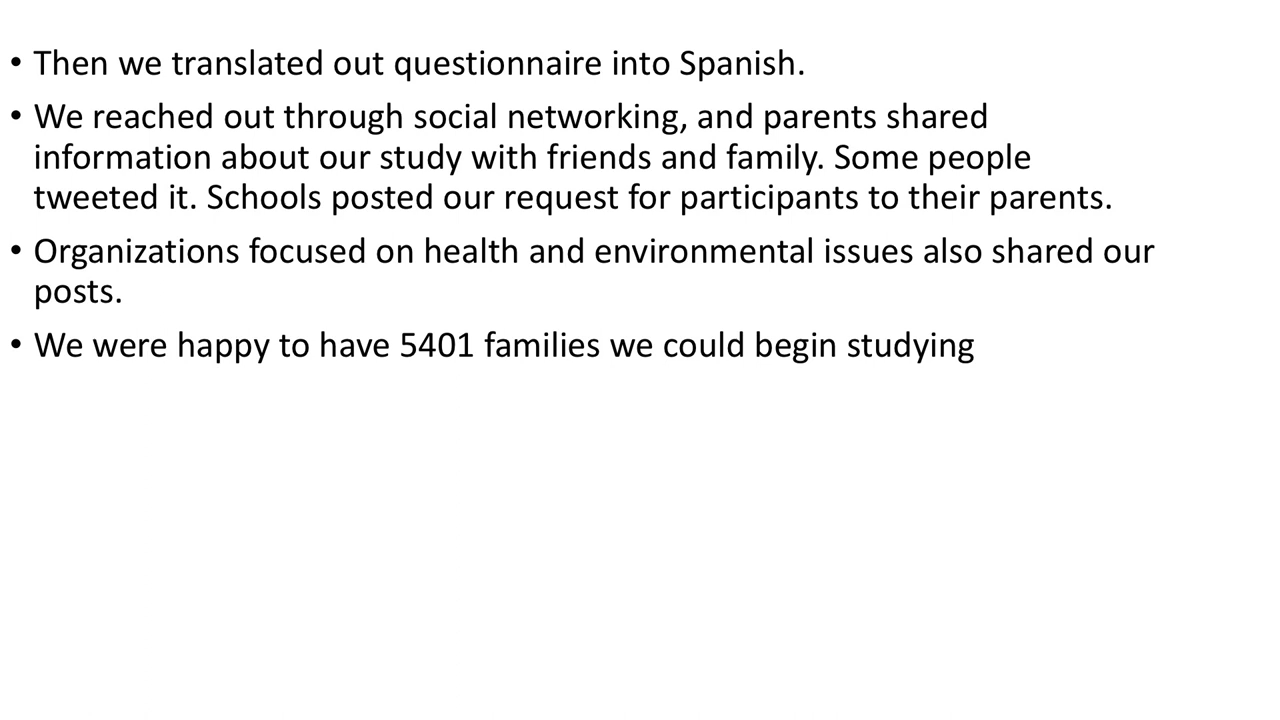 • Then we translated out questionnaire into Spanish.
• We reached out through social networking, and parents shared
information about our study with friends and family. Some people
tweeted it. Schools posted our request for participants to their parents.
• Organizations focused on health and environmental issues also shared our
posts.
• We were happy to have 5401 families we could begin studying